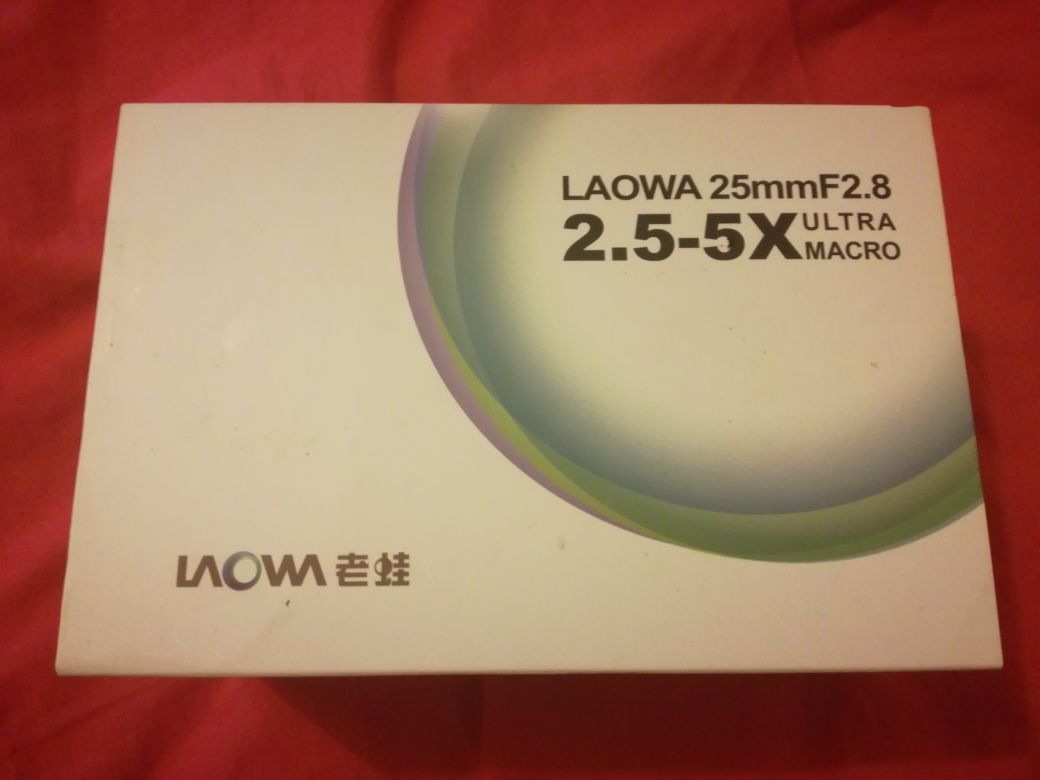 LAOWA 25mmF2.8
2.5-5X ULTRA
MACRO
LAOWA 老蛙